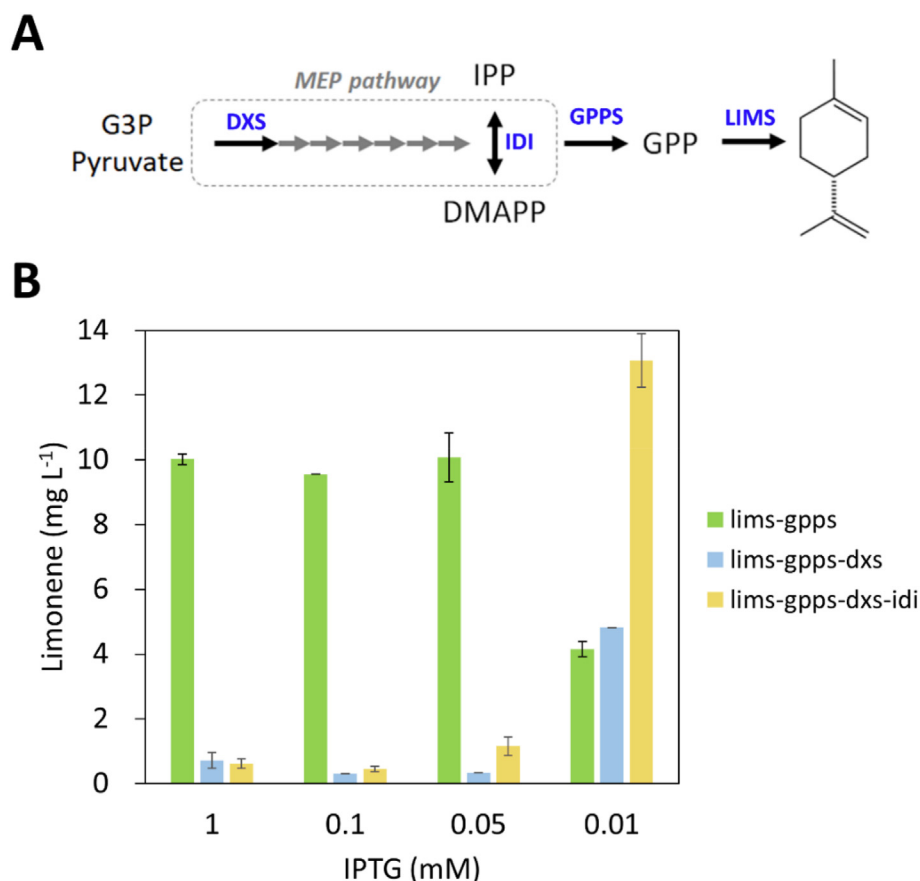 A
MEP pathway
IPP
G3P
Pyruvate
DXS
IDI
GPPS
GPP
LIMS
DMAPP
B
Limonene (mg L⁻¹)
14
12
10
8
6
4
2
0
1 0.1 0.05 0.01
IPTG (mM)
lims-gpps
lims-gpps-dxs
lims-gpps-dxs-idi